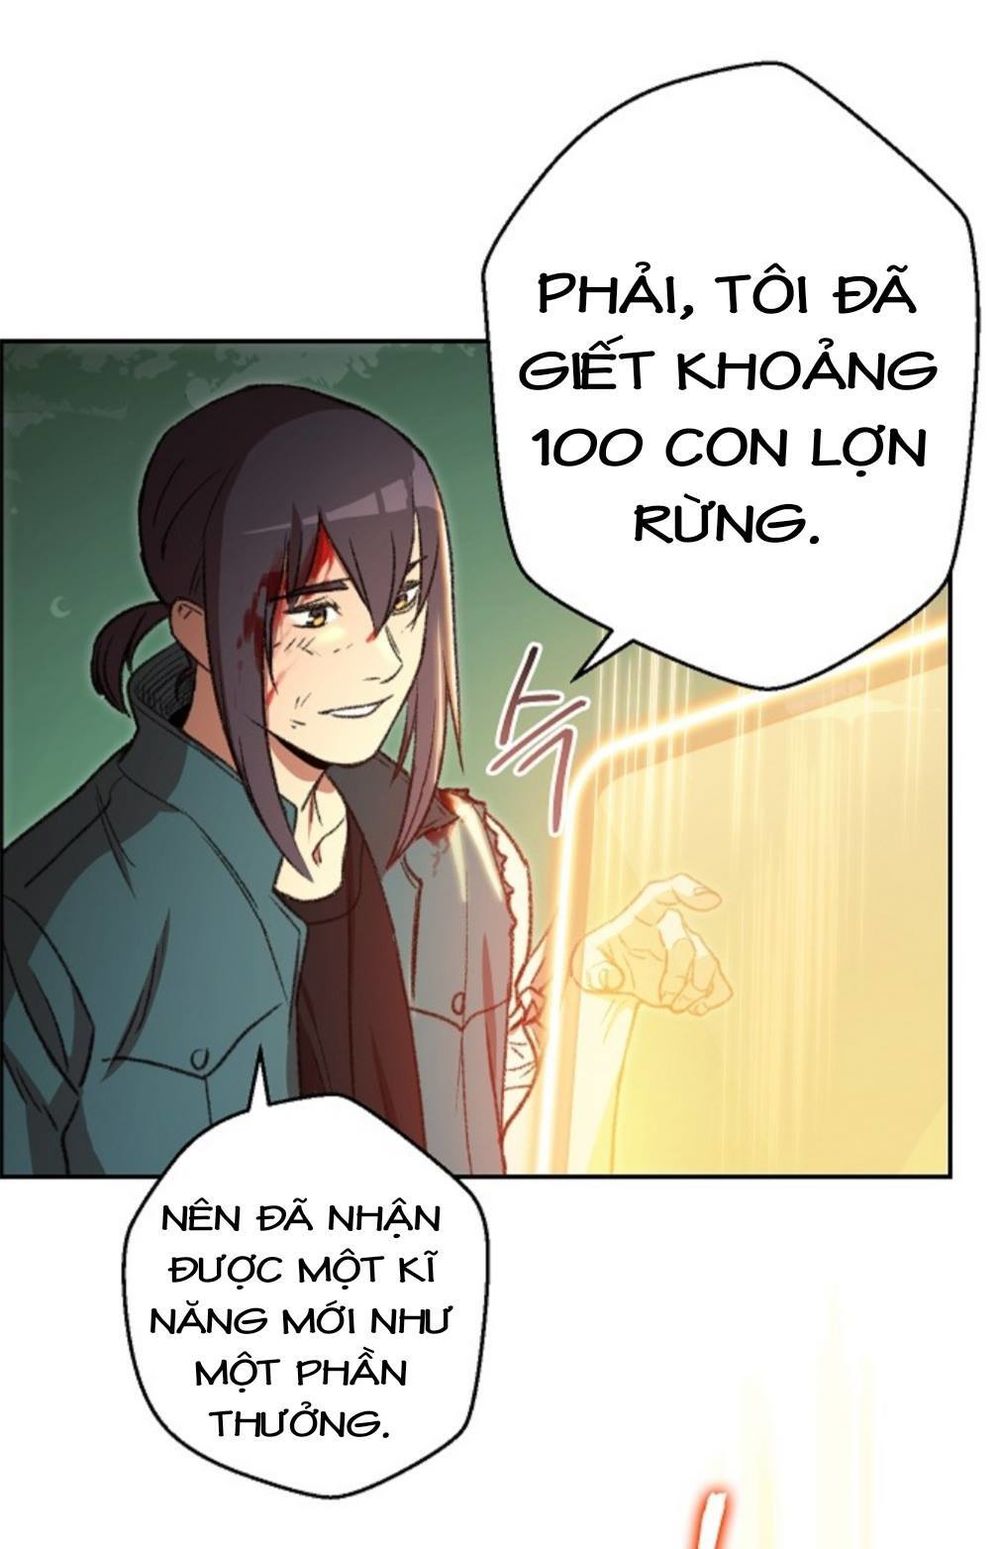 PHẢI, TÔI ĐÃ
GIẾT KHOẢNG
100 CON LỢN
RỪNG.
NÊN ĐÃ NHẬN
ĐƯỢC MỘT KĨ
NĂNG MỚI NHƯ
MỘT PHẦN
THƯỞNG.